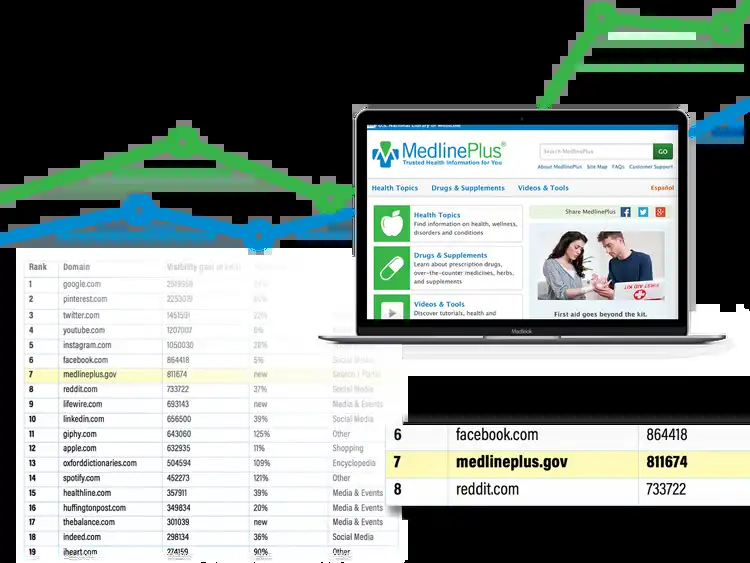 U.S. National Library of Medicine
MedlinePlus®
Trusted Health Information for You
Search MedlinePlus
GO
About MedlinePlus Site Map FAQs Customer Support
Health Topics Drugs & Supplements Videos & Tools Español
Share MedlinePlus
Health Topics
Find information on health, wellness,
disorders and conditions
Drugs & Supplements
Learn about prescription drugs,
over-the-counter medicines, herbs,
and supplements
Videos & Tools
Discover tutorials, health and
FIRST AID KIT
First aid goes beyond the kit.
MacBook
Rank Domain Visibility gain
1 google.com 2519958
2 pinterest.com
3 twitter.com 1451591 22%
4 youtube.com 1207007 6%
5 instagram.com 1050030 28%
6 facebook.com 864418 5% Social Media
7 medlineplus.gov 811674 new
8 reddit.com 733722 37% Social Media
9 lifewire.com 693143 new Media & Events
10 linkedin.com 656500 39% Social Media
11 giphy.com 643060 125% Other
12 apple.com 632935 11% Shopping
13 oxforddictionaries.com 504594 109% Encyclopedia
14 spotify.com 452273 121% Other
15 healthline.com 357911 39% Media & Events
16 huffingtonpost.com 349834 20% Media & Events
17 thebalance.com 301039 new Media & Events
18 indeed.com 298134 36% Social Media
19 iheart.com 274159 90% Other
6 facebook.com 864418
7 medlineplus.gov 811674
8 reddit.com 733722